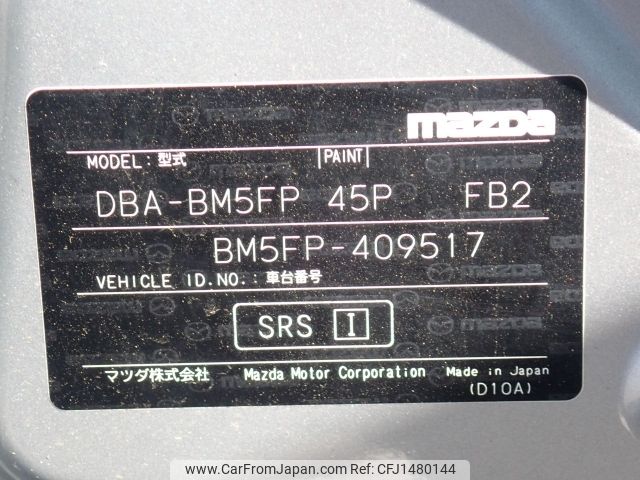 mazda
MODEL: 型式 PAINT
DBA-BM5FP 45P FB2
BM5FP-409517
VEHICLE ID.NO.: 車台番号
SRS I
マツダ株式会社 Mazda Motor Corporation Made in Japan
(D10A)
www.CarFromJapan.com | CFJ1480144